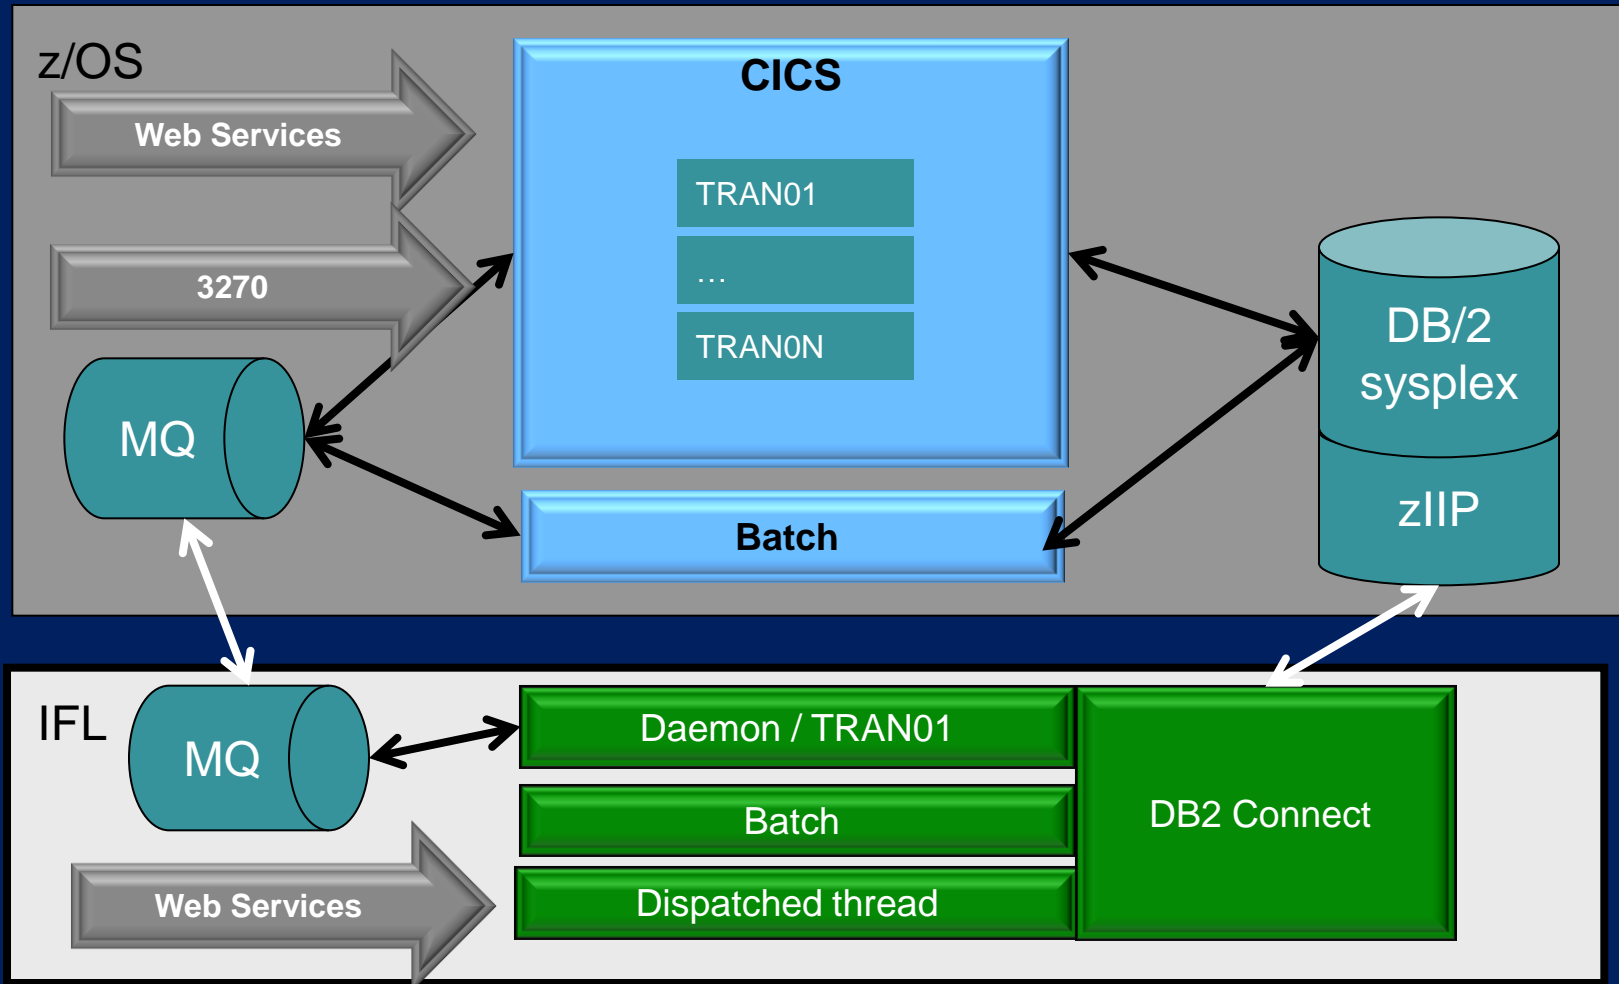 z/OS
CICS
Web Services
TRAN01
3270
…
TRAN0N
DB/2
sysplex
MQ
zIIP
Batch
IFL
Daemon / TRAN01
MQ
Batch
DB2 Connect
Web Services
Dispatched thread